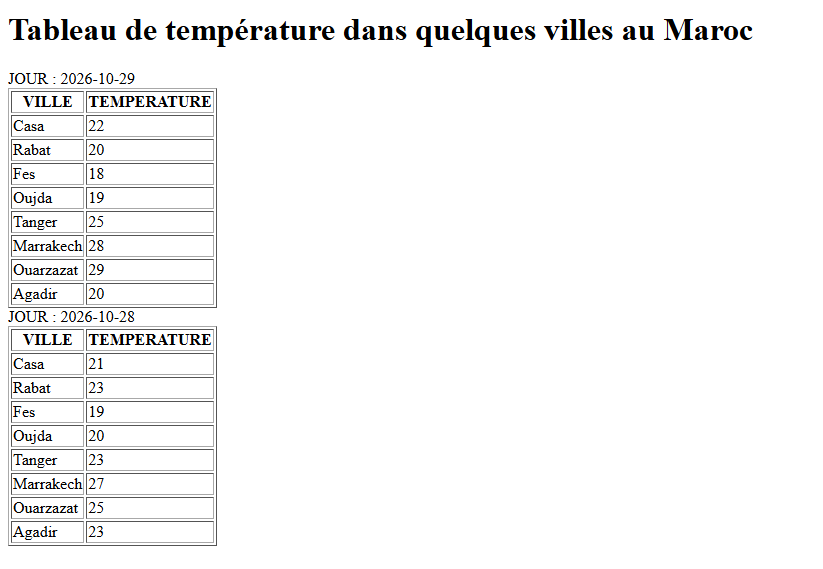 Tableau de température dans quelques villes au Maroc
JOUR : 2026-10-29
VILLE TEMPERATURE
Casa 22
Rabat 20
Fes 18
Oujda 19
Tanger 25
Marrakech 28
Ouarzazat 29
Agadir 20
JOUR : 2026-10-28
VILLE TEMPERATURE
Casa 21
Rabat 23
Fes 19
Oujda 20
Tanger 23
Marrakech 27
Ouarzazat 25
Agadir 23